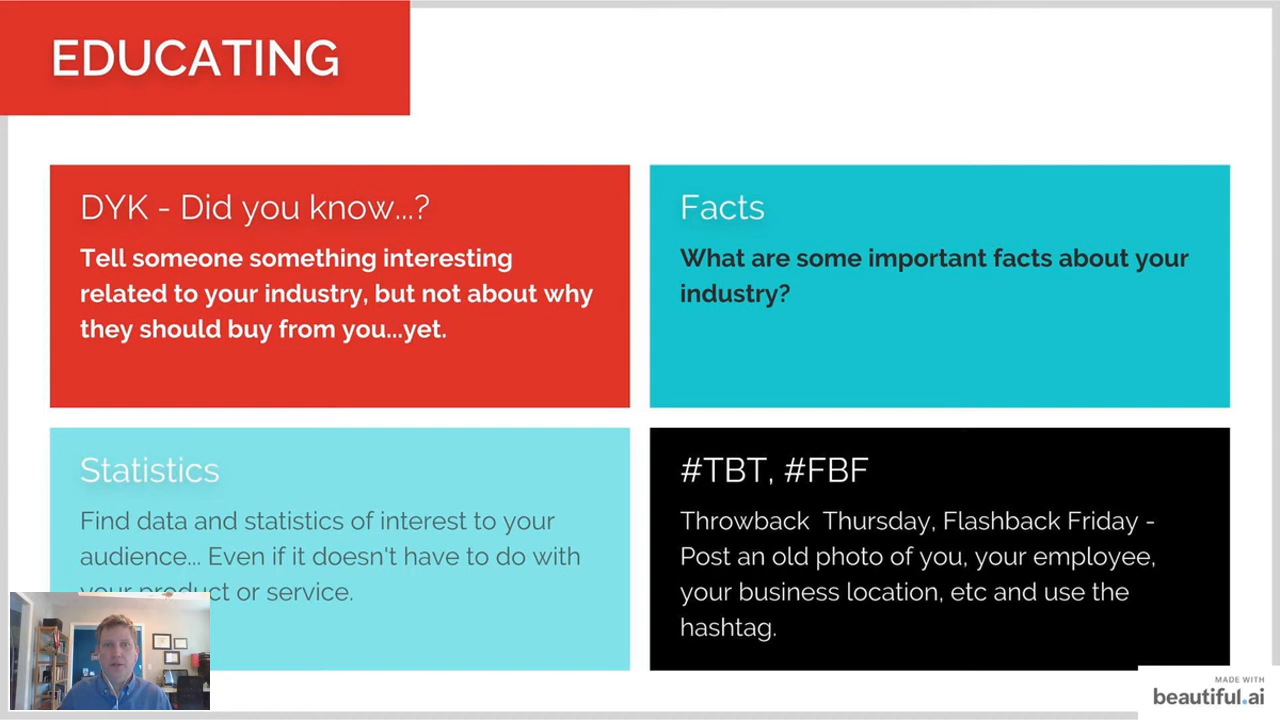 EDUCATING
DYK - Did you know...?
Tell someone something interesting
related to your industry, but not about why
they should buy from you...yet.
Facts
What are some important facts about your
industry?
Statistics
Find data and statistics of interest to your
audience... Even if it doesn't have to do with
your product or service.
#TBT, #FBF
Throwback Thursday, Flashback Friday -
Post an old photo of you, your employee,
your business location, etc and use the
hashtag.
MADE WITH
beautiful.ai